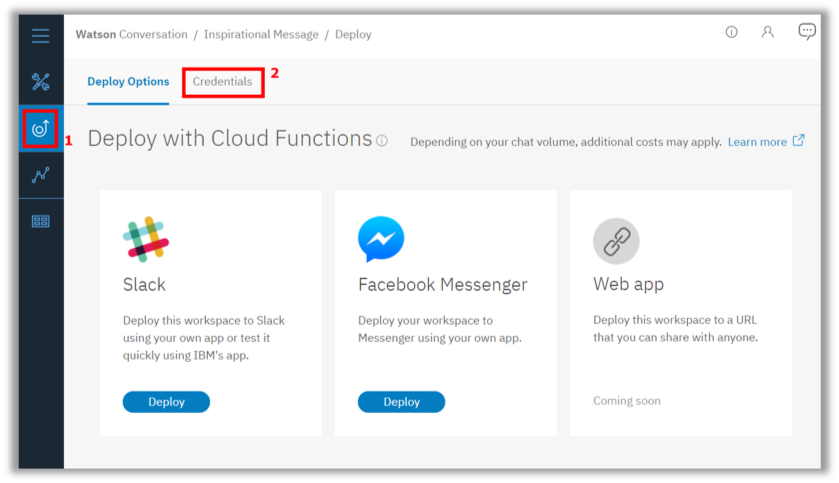 Watson Conversation / Inspirational Message / Deploy
Deploy Options Credentials 2
1
Deploy with Cloud Functions Depending on your chat volume, additional costs may apply. Learn more
Slack
Deploy this workspace to Slack
using your own app or test it
quickly using IBM's app.
Deploy
Facebook Messenger
Deploy your workspace to
Messenger using your own app.
Deploy
Web app
Deploy this workspace to a URL
that you can share with anyone.
Coming soon